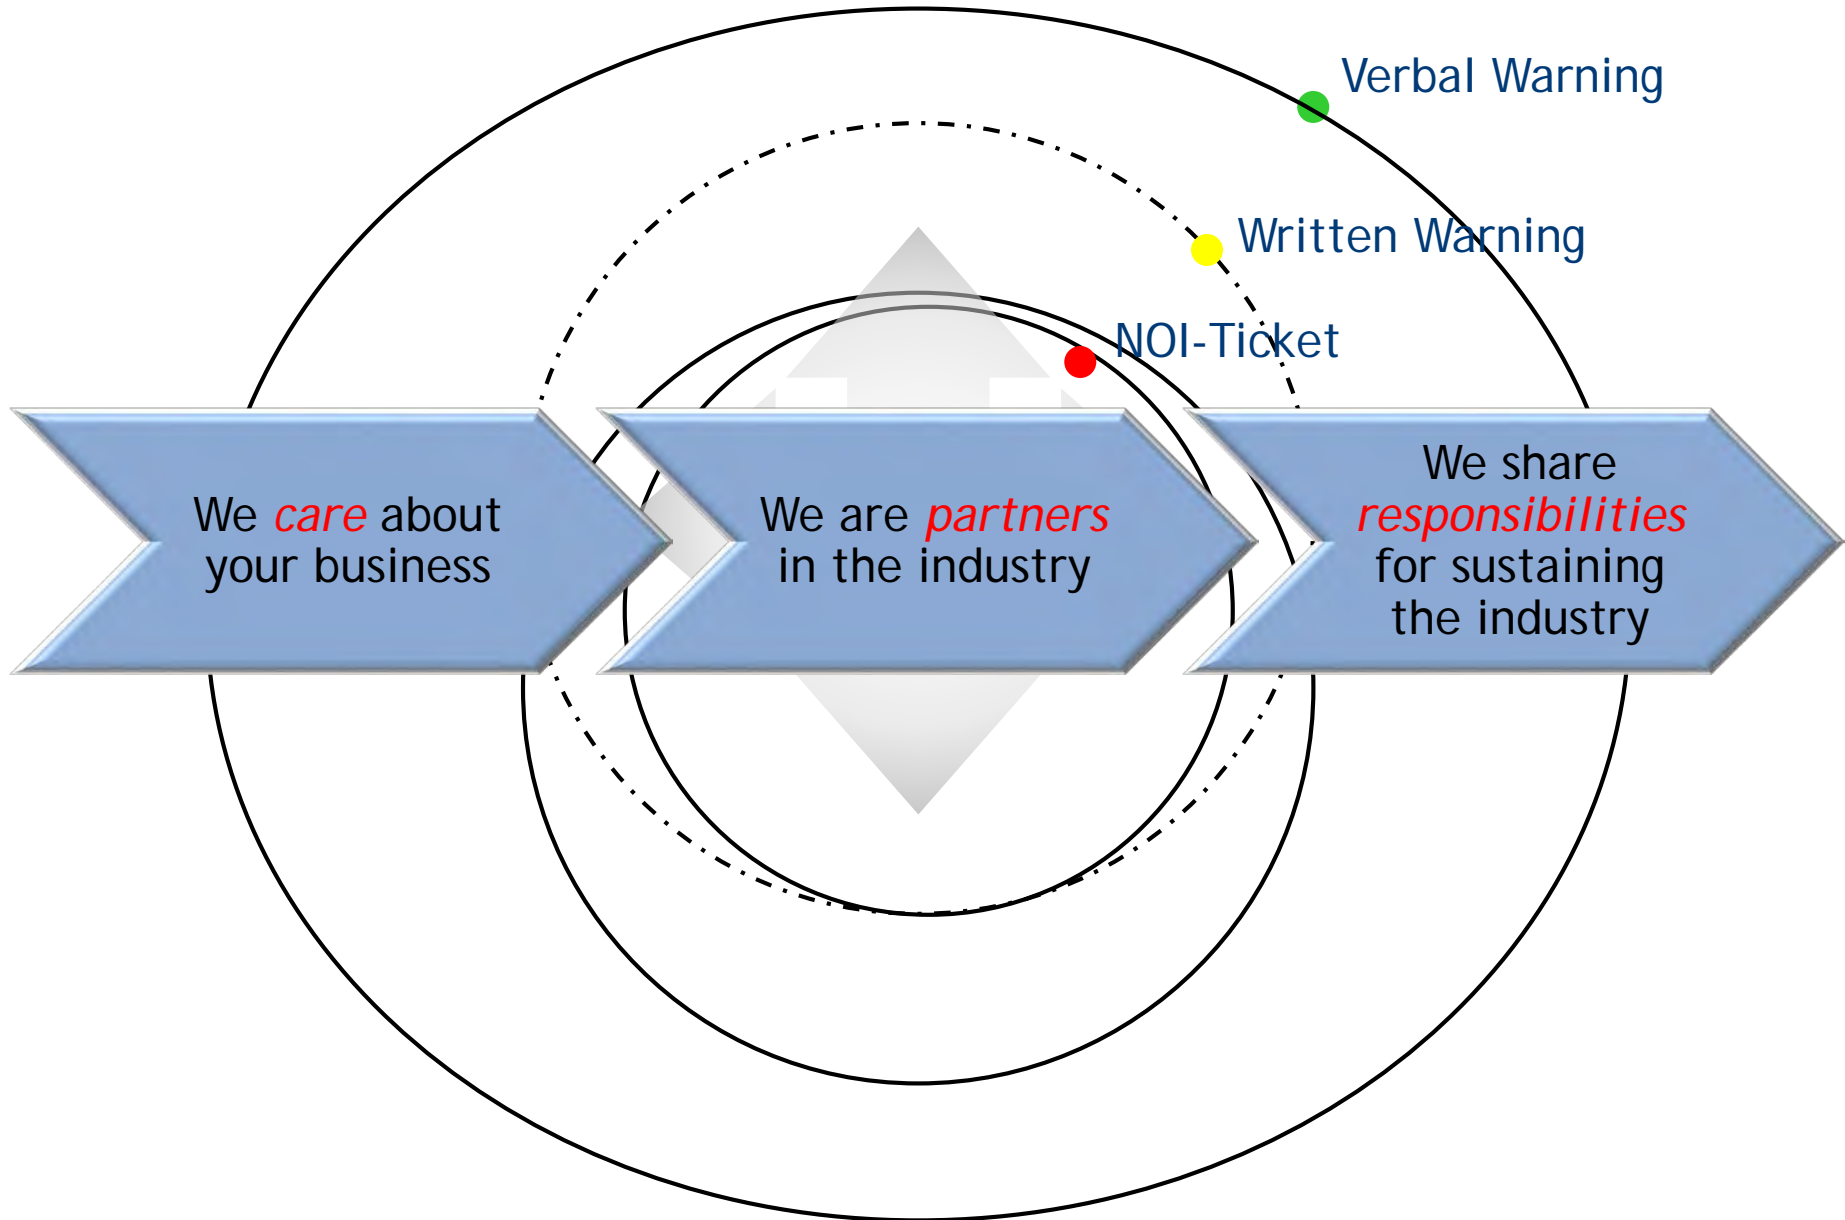 Verbal Warning
Written Warning
NOI-Ticket
We care about
your business
We are partners
in the industry
We share
responsibilities
for sustaining
the industry